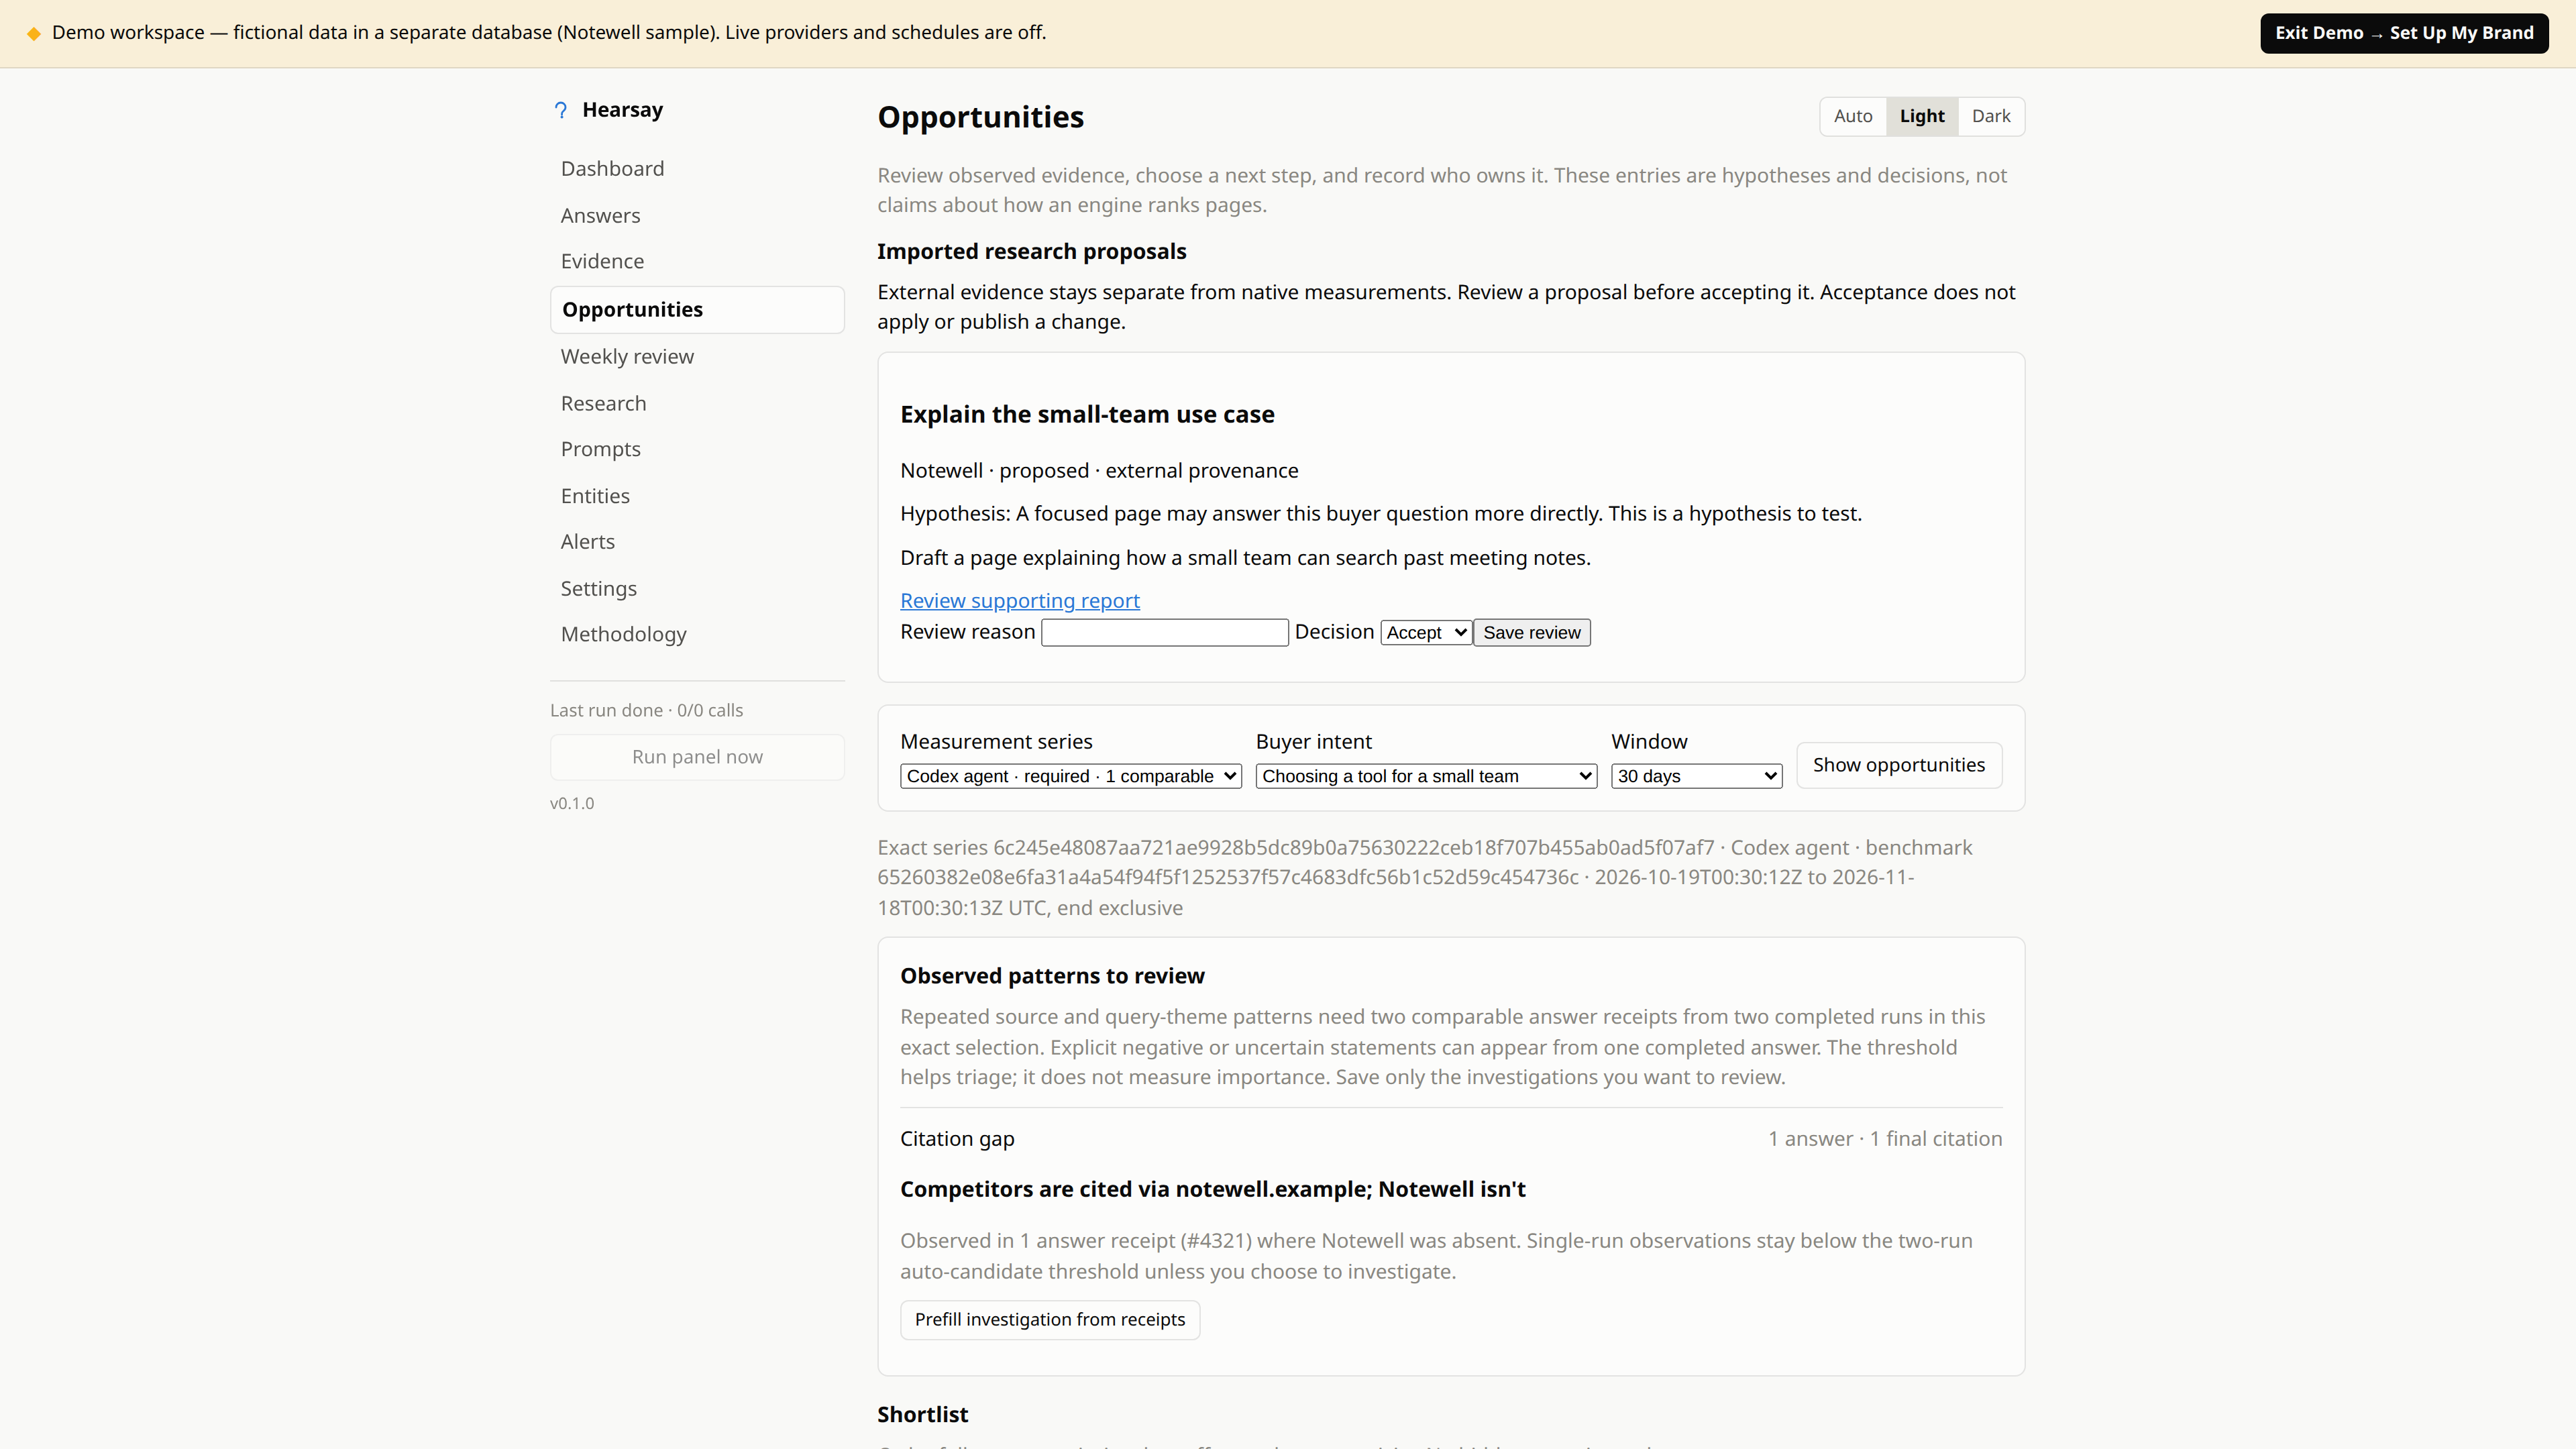 Demo workspace — fictional data in a separate database (Notewell sample). Live providers and schedules are off.
Exit Demo → Set Up My Brand
Hearsay
Dashboard
Answers
Evidence
Opportunities
Weekly review
Research
Prompts
Entities
Alerts
Settings
Methodology
Last run done · 0/0 calls
Run panel now
v0.1.0
Opportunities
Auto Light Dark
Review observed evidence, choose a next step, and record who owns it. These entries are hypotheses and decisions, not
claims about how an engine ranks pages.
Imported research proposals
External evidence stays separate from native measurements. Review a proposal before accepting it. Acceptance does not
apply or publish a change.
Explain the small-team use case
Notewell · proposed · external provenance
Hypothesis: A focused page may answer this buyer question more directly. This is a hypothesis to test.
Draft a page explaining how a small team can search past meeting notes.
Review supporting report
Review reason Decision Accept Save review
Measurement series Buyer intent Window
Codex agent · required · 1 comparable Choosing a tool for a small team 30 days Show opportunities
Exact series 6c245e48087aa721ae9928b5dc89b0a75630222ceb18f707b455ab0ad5f07af7 · Codex agent · benchmark
65260382e08e6fa31a4a54f94f5f1252537f57c4683dfc56b1c52d59c454736c · 2026-10-19T00:30:12Z to 2026-11-
18T00:30:13Z UTC, end exclusive
Observed patterns to review
Repeated source and query-theme patterns need two comparable answer receipts from two completed runs in this
exact selection. Explicit negative or uncertain statements can appear from one completed answer. The threshold
helps triage; it does not measure importance. Save only the investigations you want to review.
Citation gap 1 answer · 1 final citation
Competitors are cited via notewell.example; Notewell isn't
Observed in 1 answer receipt (#4321) where Notewell was absent. Single-run observations stay below the two-run
auto-candidate threshold unless you choose to investigate.
Prefill investigation from receipts
Shortlist